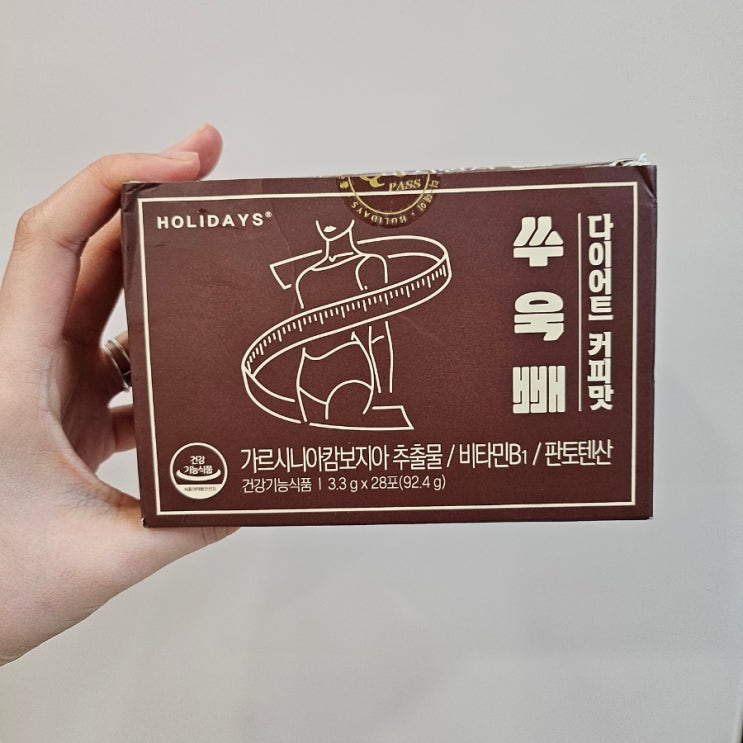 PASS
HOLIDAYS
HOLIDAYS®
쑤욱빼
다이어트 커피맛
건강
기능식품
가르시니아캄보지아 추출물 / 비타민B1 / 판토텐산
건강기능식품 | 3.3 g x 28포(92.4 g)